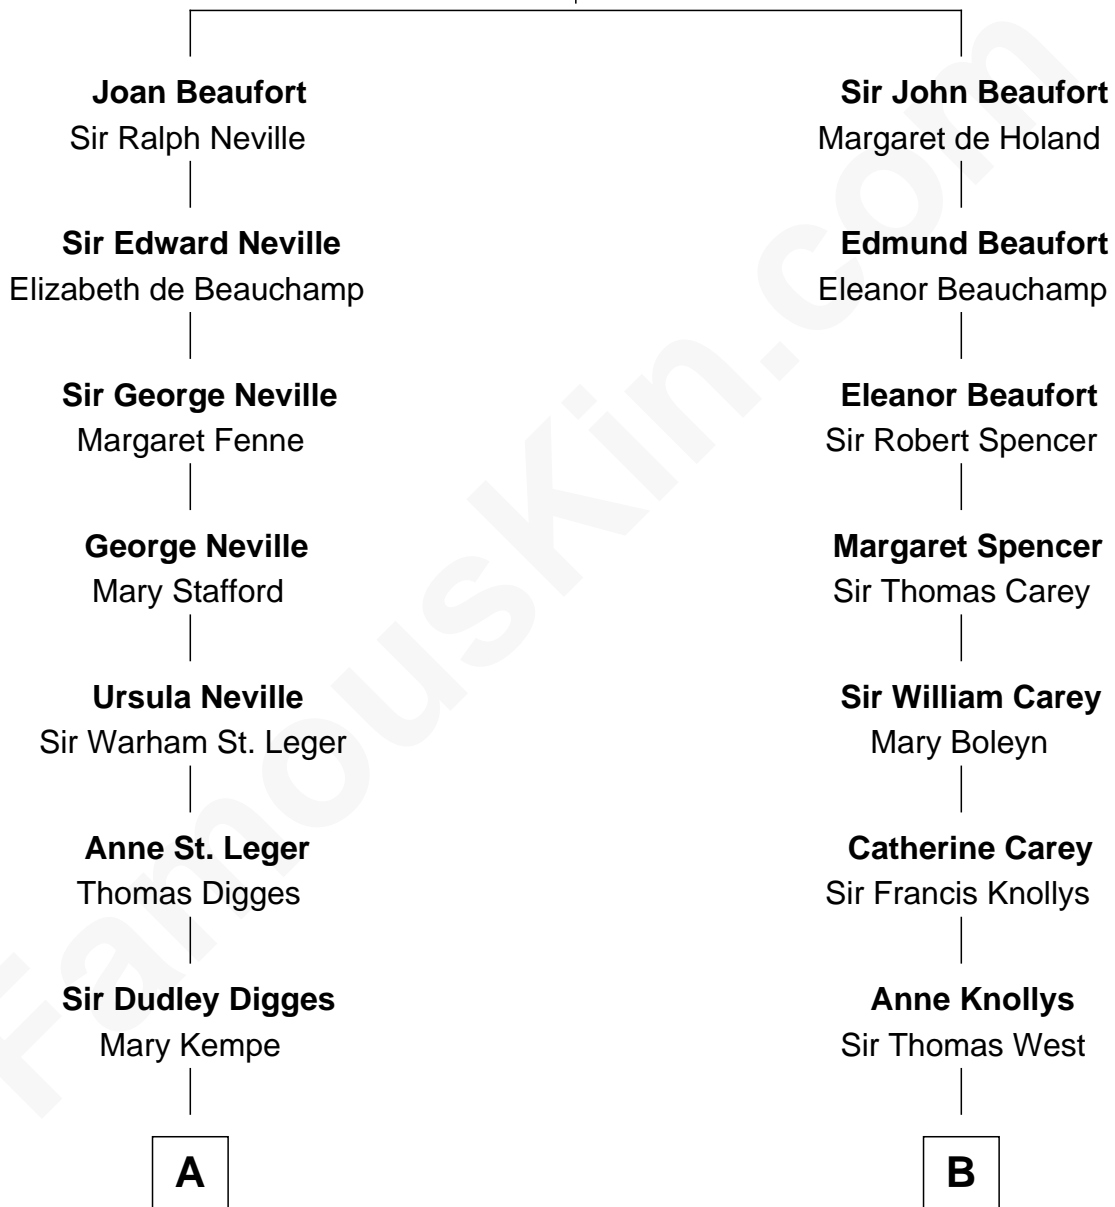 Joan Beaufort
Sir Ralph Neville
Sir Edward Neville
Elizabeth de Beauchamp
Sir George Neville
Margaret Fenne
George Neville
Mary Stafford
Ursula Neville
Sir Warham St. Leger
Anne St. Leger
Thomas Digges
Sir Dudley Digges
Mary Kempe
A
Sir John Beaufort
Margaret de Holand
Edmund Beaufort
Eleanor Beauchamp
Eleanor Beaufort
Sir Robert Spencer
Margaret Spencer
Sir Thomas Carey
Sir William Carey
Mary Boleyn
Catherine Carey
Sir Francis Knollys
Anne Knollys
Sir Thomas West
B
FamousKin.com